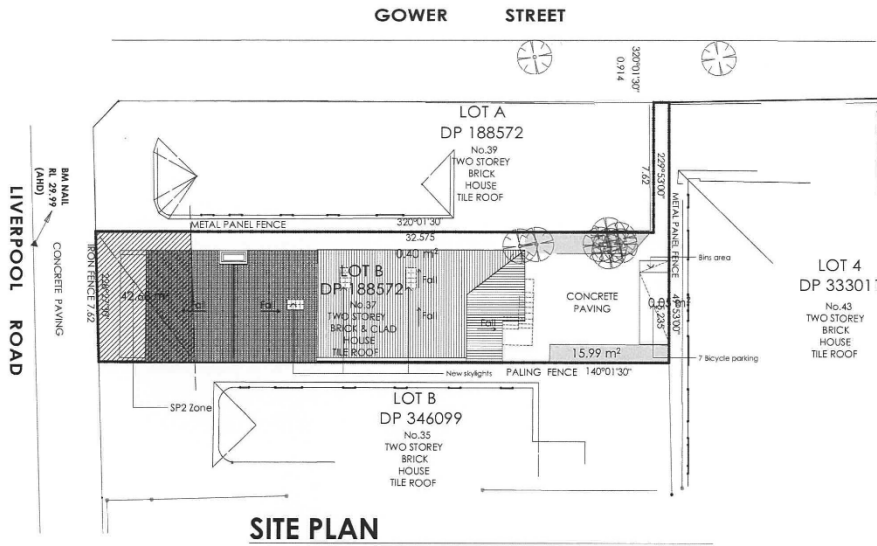 GOWER STREET
320°01'30"
0.914
LOT A
DP 188572
No.39
TWO STOREY
BRICK
HOUSE
TILE ROOF
229°53'00"
7.62
BM NAIL
RL 29.99
(AHD)
LIVERPOOL ROAD
CONCRETE PAVING
IRON FENCE 7.62
METAL PANEL FENCE
320°01'30"
32.575
0.40 m²
METAL PANEL FENCE
Bins area
LOT 4
DP 333011
No.43
TWO STOREY
BRICK
HOUSE
TILE ROOF
LOT B
DP 188572
No.37
TWO STOREY
BRICK & CLAD
HOUSE
TILE ROOF
Fall
Fall
Fall
Fall
Fall
CONCRETE
PAVING
15.99 m²
7 Bicycle parking
New skylights
PALING FENCE 140°01'30"
SP2 Zone
LOT B
DP 346099
No.35
TWO STOREY
BRICK
HOUSE
TILE ROOF
SITE PLAN